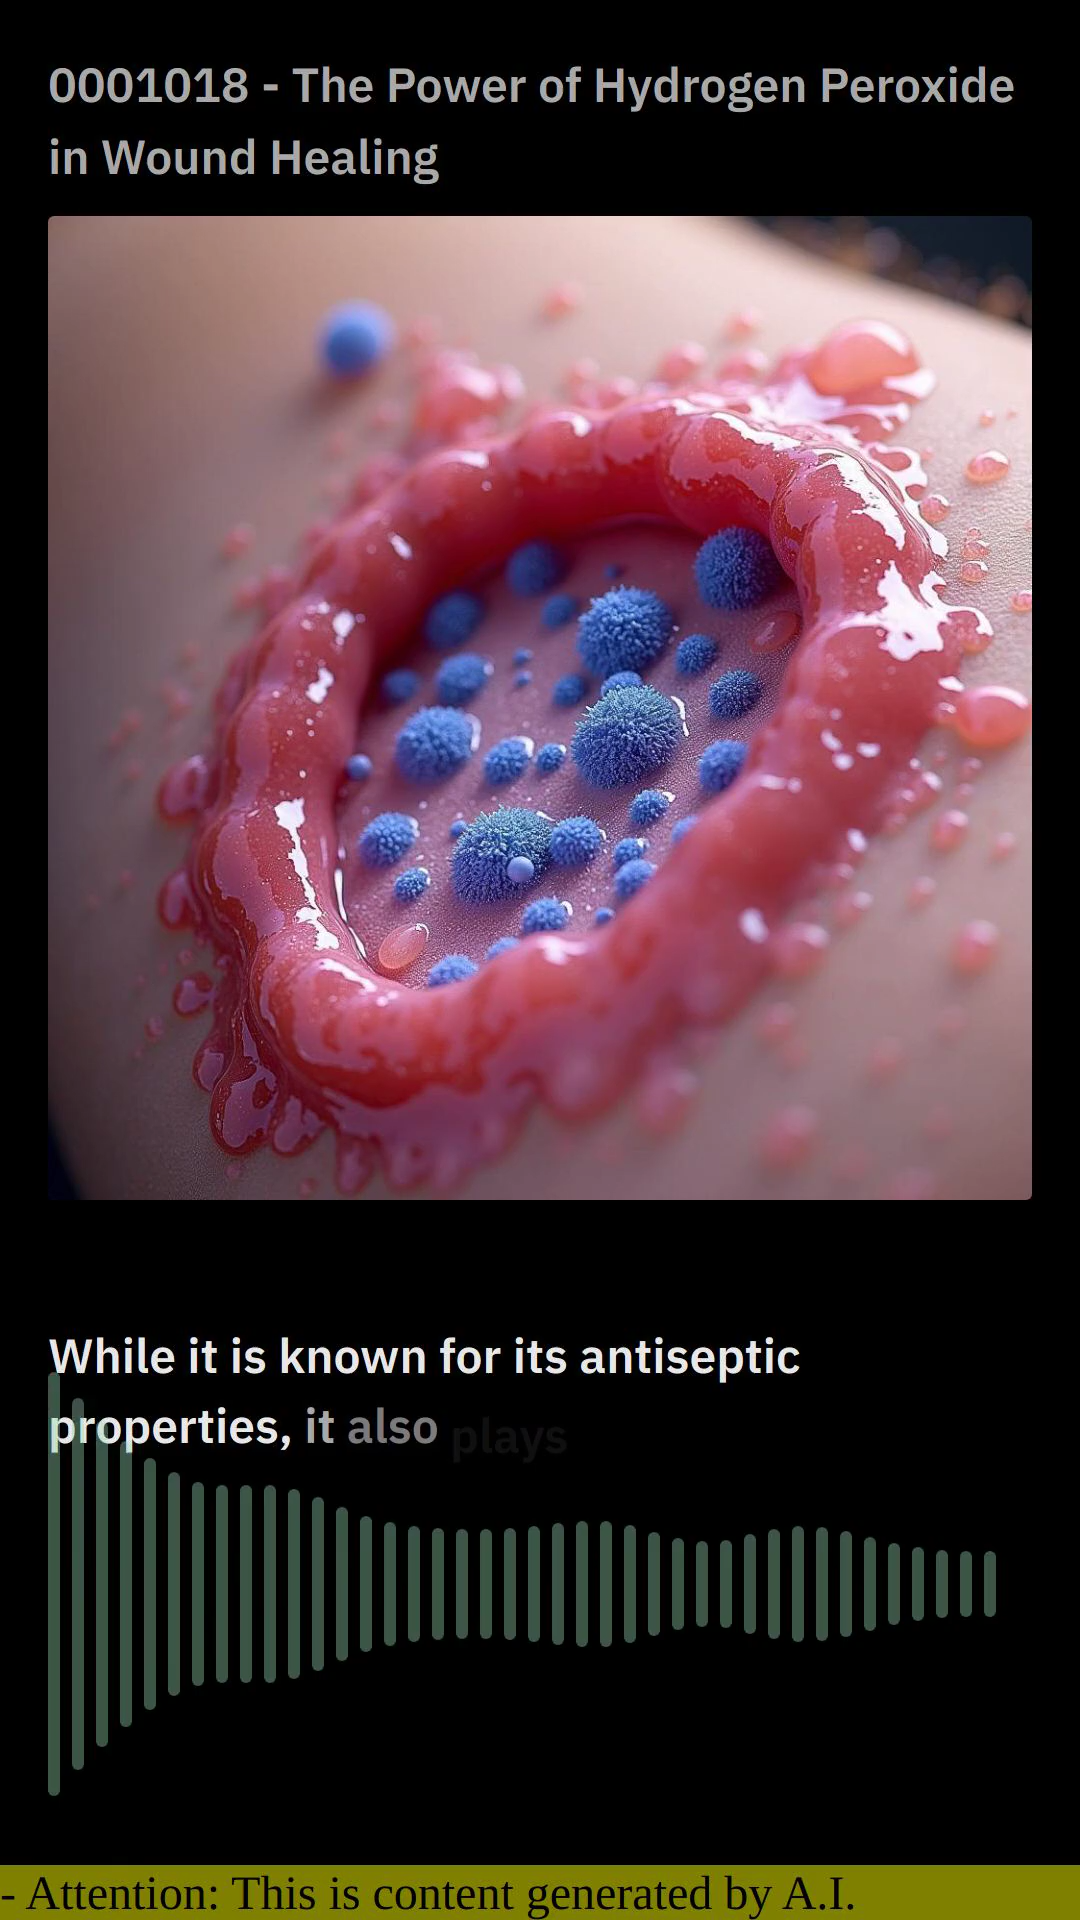 0001018 - The Power of Hydrogen Peroxide
in Wound Healing
While it is known for its antiseptic
properties, it also plays
- Attention: This is content generated by A.I.